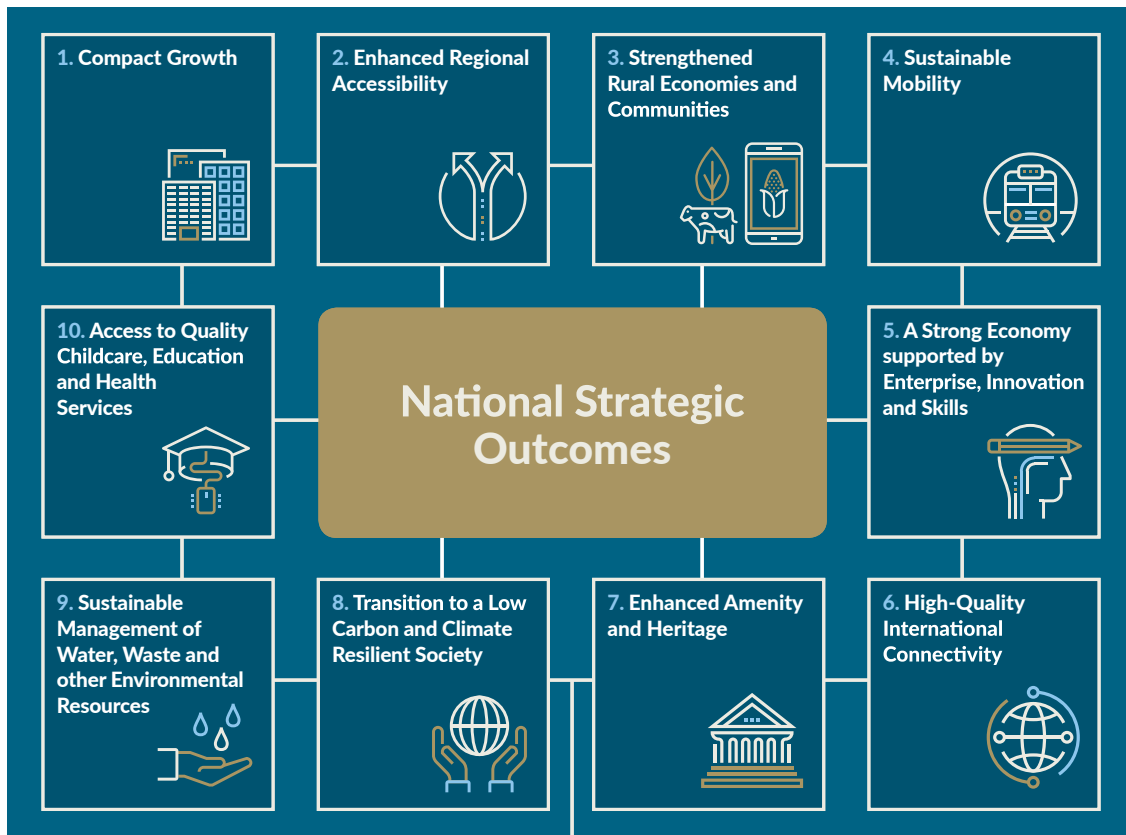 1. Compact Growth
2. Enhanced Regional
Accessibility
3. Strengthened
Rural Economies and
Communities
4. Sustainable
Mobility
10. Access to Quality
Childcare, Education
and Health
Services
National Strategic
Outcomes
5. A Strong Economy
supported by
Enterprise, Innovation
and Skills
9. Sustainable
Management of
Water, Waste and
other Environmental
Resources
8. Transition to a Low
Carbon and Climate
Resilient Society
7. Enhanced Amenity
and Heritage
6. High-Quality
International
Connectivity